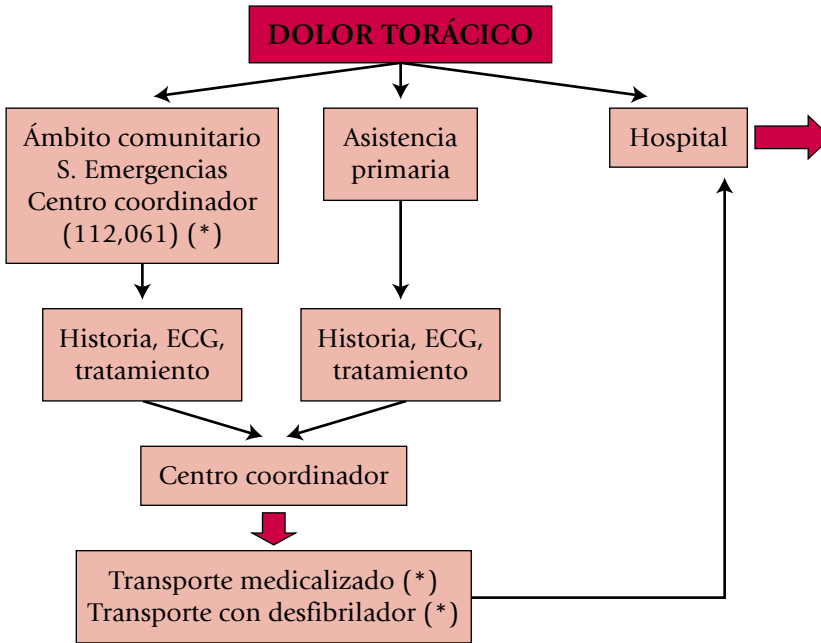 DOLOR TORÁCICO
Ámbito comunitario
S. Emergencias
Centro coordinador
(112,061) (*)
Asistencia
primaria
Hospital
Historia, ECG,
tratamiento
Historia, ECG,
tratamiento
Centro coordinador
Transporte medicalizado (*)
Transporte con desfibrilador (*)